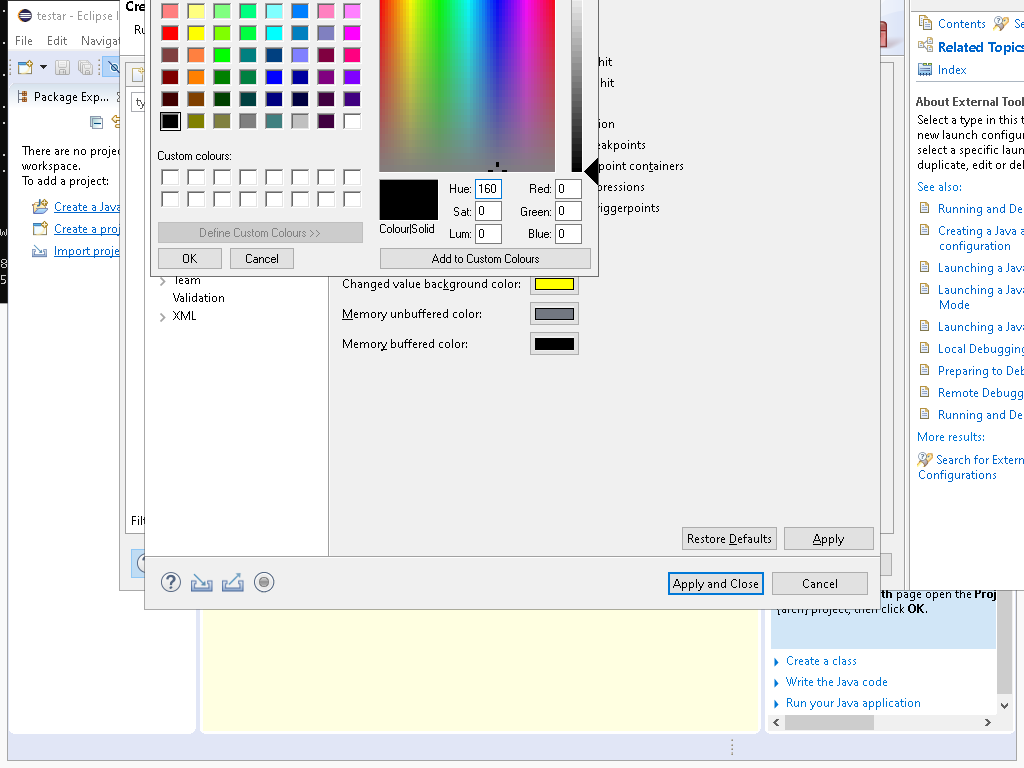 testar - Eclipse I
File Edit Navigat
Package Exp...
There are no projec
workspace.
To add a project:
Create a Java
Create a proj
Import proje
Cre
Custom colours:
Define Custom Colours >>
OK
Cancel
Colour|Solid
Hue: 160
Sat: 0
Lum: 0
Red: 0
Green: 0
Blue: 0
Add to Custom Colours
hit
hit
ion
eakpoints
point containers
pressions
riggerpoints
Team
Validation
XML
Changed value background color:
Memory unbuffered color:
Memory buffered color:
Restore Defaults
Apply
Apply and Close
Cancel
Filt
Contents
Se
Related Topics
Index
About External Tool
Select a type in this t
new launch configur
select a specific laun
duplicate, edit or del
See also:
Running and De
Creating a Java a
configuration
Launching a Java
Launching a Java
Mode
Launching a Java
Local Debugging
Preparing to Deb
Remote Debugg
Running and De
More results:
Search for Extern
Configurations
th page open the Proj
{arch} project, then click OK.
Create a class
Write the Java code
Run your Java application